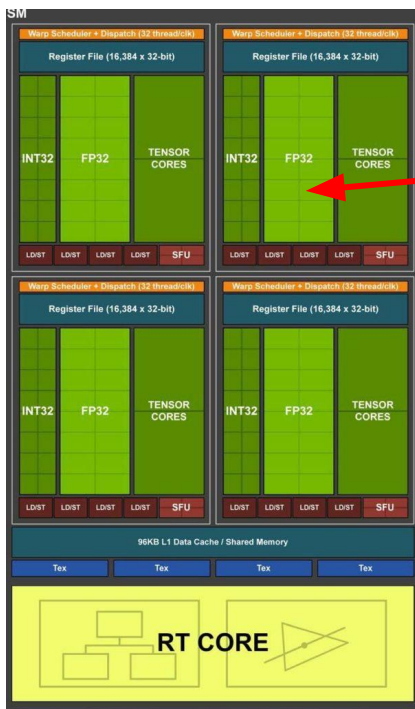 SM
Warp Scheduler + Dispatch (32 thread/clk)
Register File (16,384 x 32-bit)
INT32
FP32
TENSOR
CORES
LD/ST LD/ST LD/ST LD/ST SFU
Warp Scheduler + Dispatch (32 thread/clk)
Register File (16,384 x 32-bit)
INT32
FP32
TENSOR
CORES
LD/ST LD/ST LD/ST LD/ST SFU
Warp Scheduler + Dispatch (32 thread/clk)
Register File (16,384 x 32-bit)
INT32
FP32
TENSOR
CORES
LD/ST LD/ST LD/ST LD/ST SFU
Warp Scheduler + Dispatch (32 thread/clk)
Register File (16,384 x 32-bit)
INT32
FP32
TENSOR
CORES
LD/ST LD/ST LD/ST LD/ST SFU
96KB L1 Data Cache / Shared Memory
Tex Tex Tex Tex
RT CORE